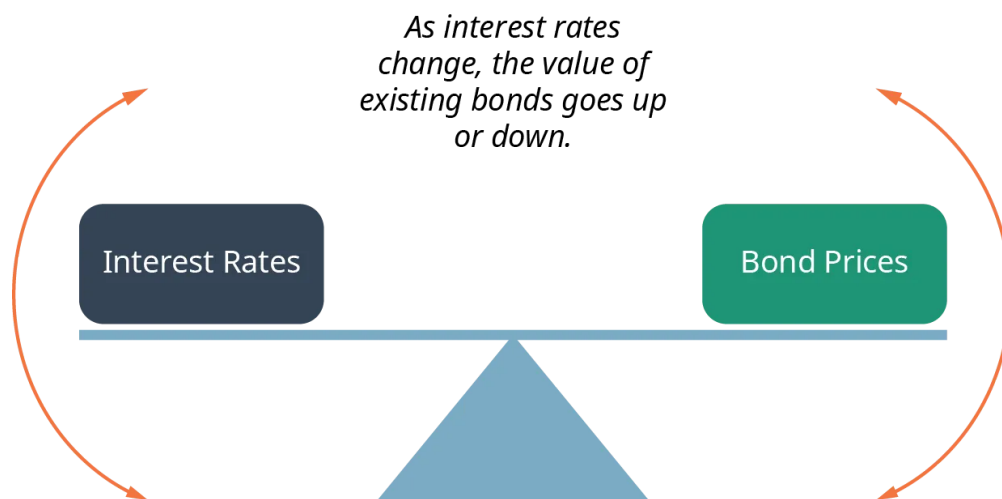 As interest rates
change, the value of
existing bonds goes up
or down.
Interest Rates
Bond Prices